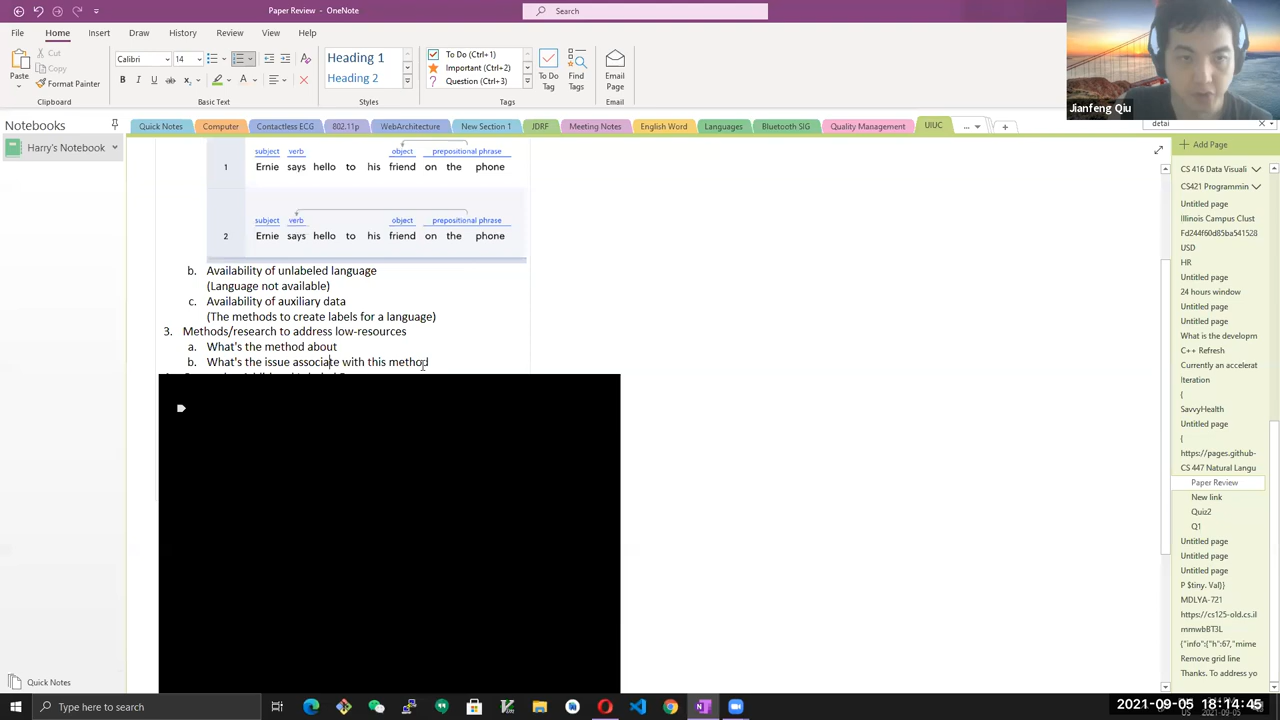 Paper Review - OneNote
Search
File Home Insert Draw History Review View Help
Paste
Cut
Copy
Format Painter
Clipboard
Calibri 14
B I U ab x₂ A
Basic Text
Heading 1
Heading 2
Styles
To Do (Ctrl+1)
Important (Ctrl+2)
Question (Ctrl+3)
To Do Tag
Find Tags
Tags
Email Page
Email
Jianfeng Qiu
Notebooks
Quick Notes Computer Contactless ECG 802.11p WebArchitecture New Section 1 JDRF Meeting Notes English Word Languages Bluetooth SIG Quality Management UIUC ...
detai
Harry's Notebook
subject verb object prepositional phrase
1 Ernie says hello to his friend on the phone
subject verb object prepositional phrase
2 Ernie says hello to his friend on the phone
b. Availability of unlabeled language
(Language not available)
c. Availability of auxiliary data
(The methods to create labels for a language)
3. Methods/research to address low-resources
a. What's the method about
b. What's the issue associate with this method
Add Page
CS 416 Data Visuali
CS421 Programmin
Untitled page
Illinois Campus Clust
Fd244f60d85ba541528
USD
HR
Untitled page
24 hours window
Untitled page
Untitled page
What is the developm
C++ Refresh
Currently an accelerat
Iteration
{
SavvyHealth
Untitled page
{
https://pages.github-
CS 447 Natural Langu
Paper Review
New link
Quiz2
Q1
Untitled page
Untitled page
Untitled page
P $tiny. Val}}
MDLYA-721
https://cs125-old.cs.il
mmwbBT3L
{"info":{"h":67,"mime
Remove grid line
Thanks. To address yo
Quick Notes
Type here to search
2021-09-05 18:14:45
2021-09-05